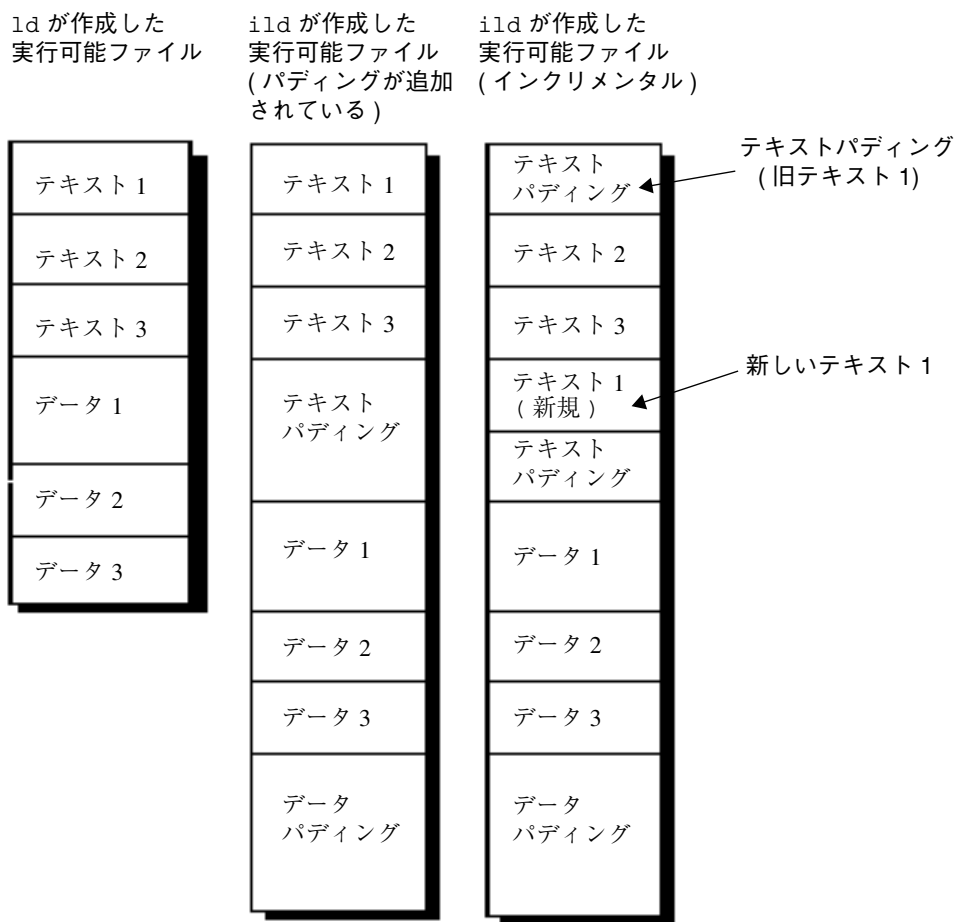 ld が作成した
実行可能ファイル
ild が作成した
実行可能ファイル
( パディングが追加
されている )
ild が作成した
実行可能ファイル
( インクリメンタル )
テキスト 1
テキスト 2
テキスト 3
データ 1
データ 2
データ 3
テキスト 1
テキスト 2
テキスト 3
テキスト
パディング
データ 1
データ 2
データ 3
データ
パディング
テキスト
パディング
テキスト 2
テキスト 3
テキスト 1
( 新規 )
テキスト
パディング
データ 1
データ 2
データ 3
データ
パディング
テキストパディング
( 旧テキスト 1)
新しいテキスト 1